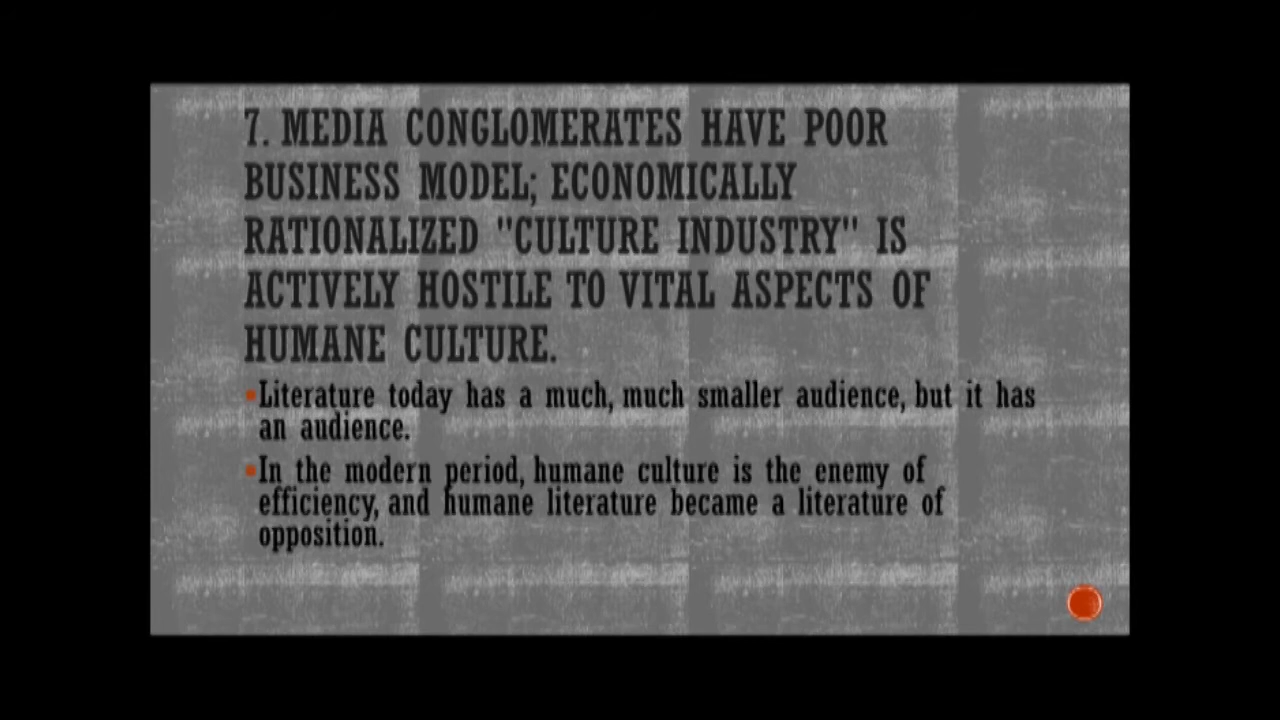 7. MEDIA CONGLOMERATES HAVE POOR
BUSINESS MODEL; ECONOMICALLY
RATIONALIZED "CULTURE INDUSTRY" IS
ACTIVELY HOSTILE TO VITAL ASPECTS OF
HUMANE CULTURE.
▪Literature today has a much, much smaller audience, but it has
an audience.
▪In the modern period, humane culture is the enemy of
efficiency, and humane literature became a literature of
opposition.